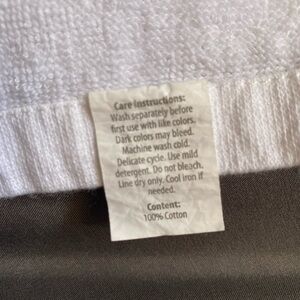 Care Instructions:
Wash separately before
first use with like colors.
Dark colors may bleed.
Machine wash cold.
Delicate cycle. Use mild
detergent. Do not bleach.
Line dry only. Cool iron if
needed.
Content:
100% Cotton